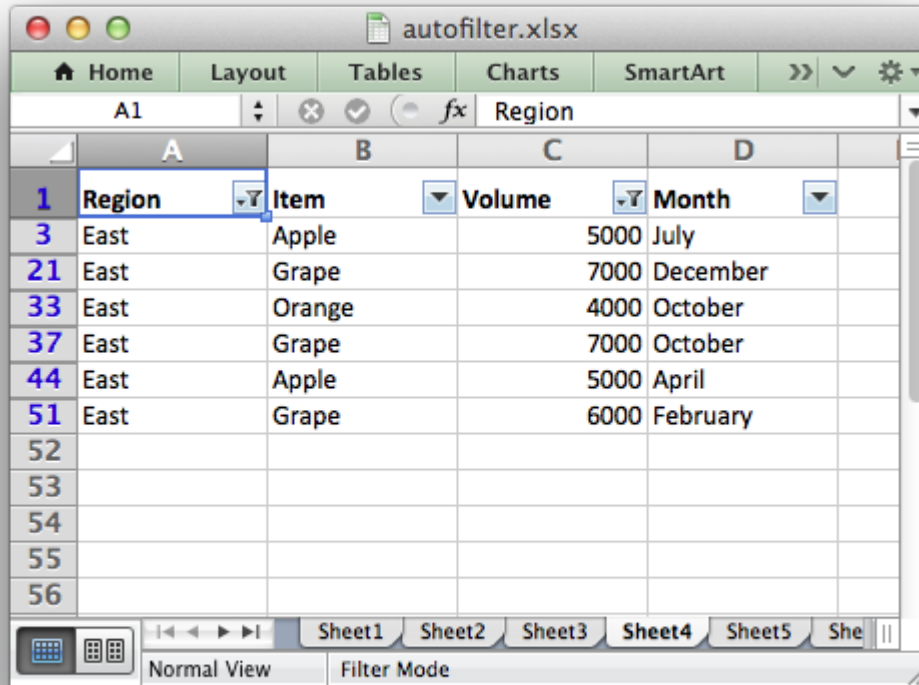 autofilter.xlsx
Home Layout Tables Charts SmartArt
A1 fx Region
A B C D
1 Region Item Volume Month
3 East Apple 5000 July
21 East Grape 7000 December
33 East Orange 4000 October
37 East Grape 7000 October
44 East Apple 5000 April
51 East Grape 6000 February
52
53
54
55
56
Sheet1 Sheet2 Sheet3 Sheet4 Sheet5 She
Normal View Filter Mode